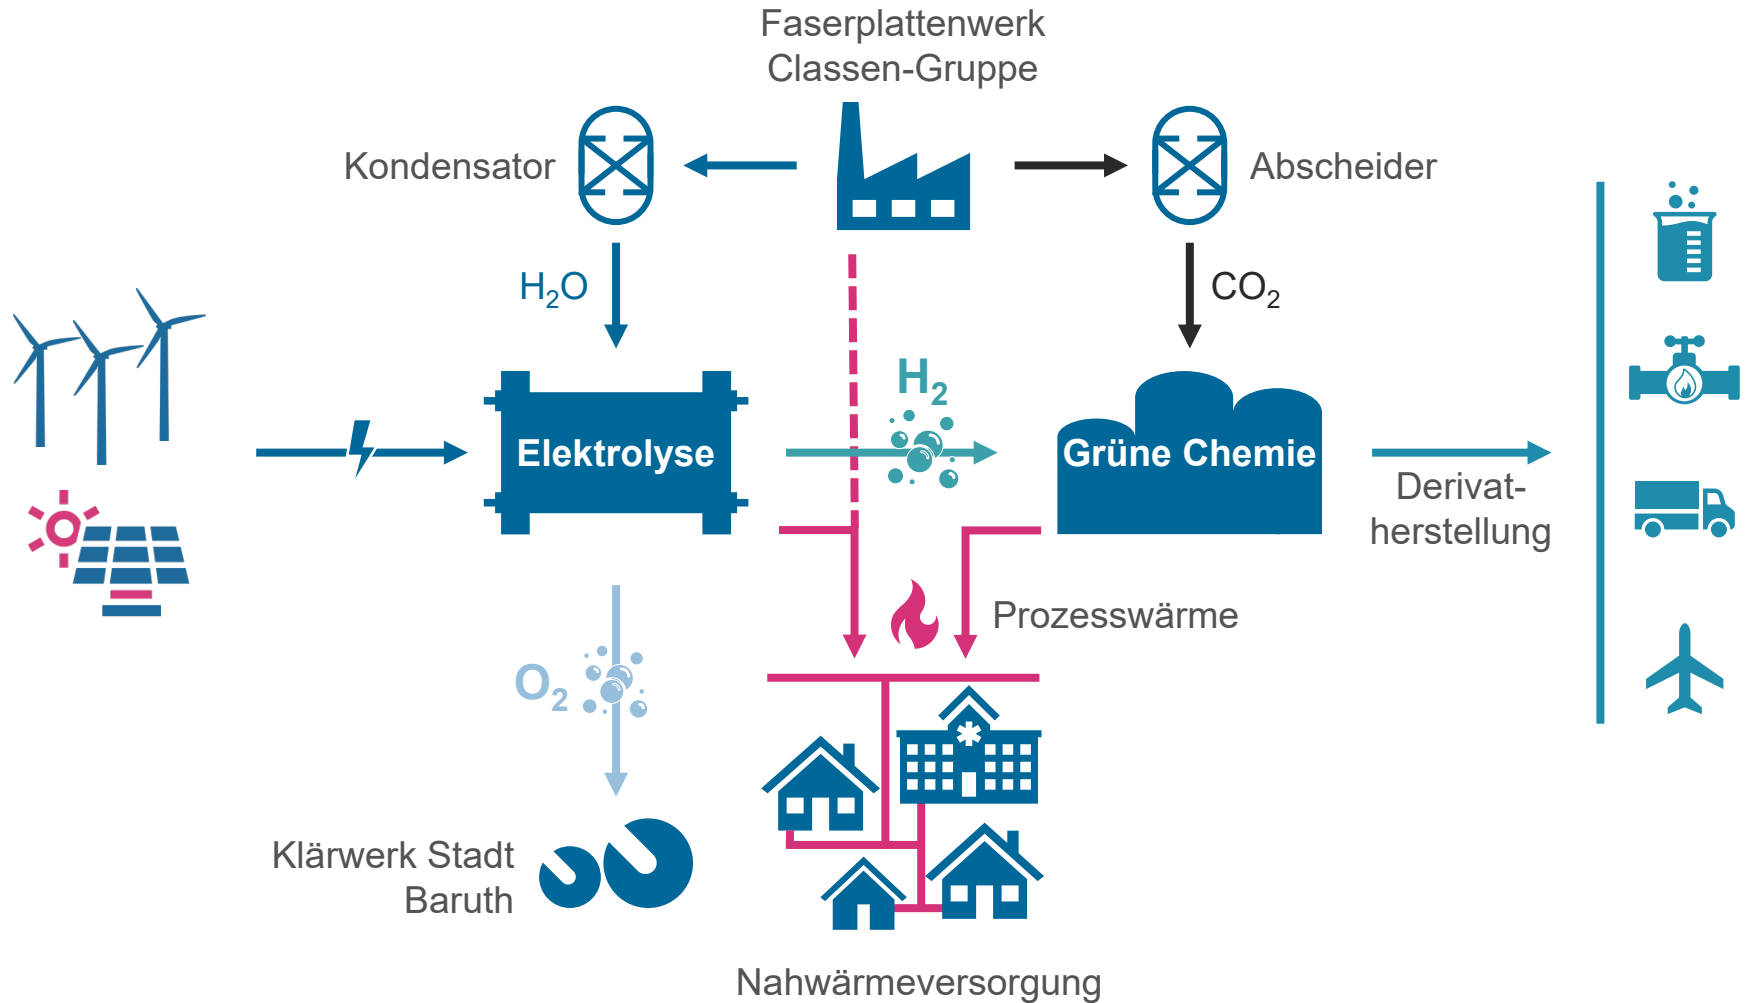 Faserplattenwerk
Classen-Gruppe
Kondensator
Abscheider
H₂O
CO₂
H₂
Elektrolyse
Grüne Chemie
Derivat-
herstellung
Prozesswärme
O₂
Klärwerk Stadt
Baruth
Nahwärmeversorgung